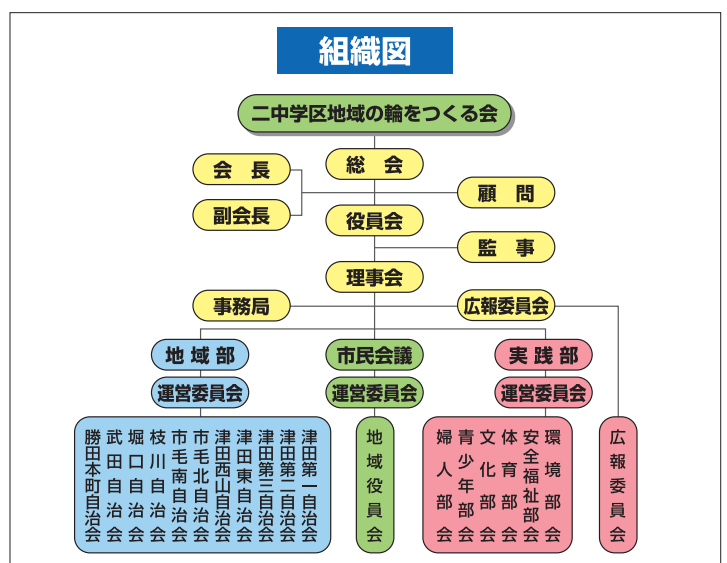 組織図
二中学区地域の輪をつくる会
総会
会長
顧問
副会長
役員会
監事
理事会
事務局
広報委員会
地域部
市民会議
実践部
運営委員会
運営委員会
運営委員会
津田第一自治会
津田第二自治会
津田第三自治会
津田東自治会
津田西山自治会
市毛北自治会
市毛南自治会
枝川自治会
堀口自治会
武田自治会
勝田本町自治会
地域役員会
環境部会
安全福祉部会
体育部会
文化部会
青少年部会
婦人部会
広報委員会